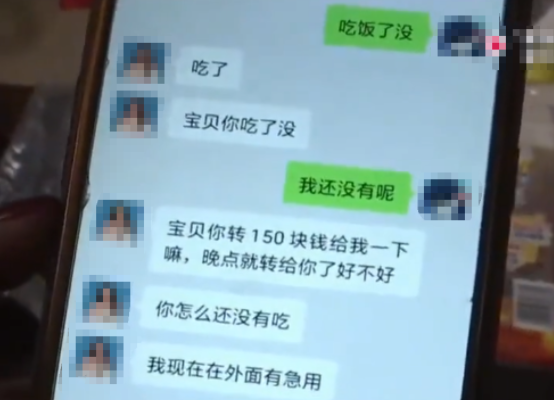 吃饭了没
吃了
宝贝你吃了没
我还没有呢
宝贝你转 150 块钱给我一下
嘛，晚点就转给你了好不好
你怎么还没有吃
我现在在外面有急用